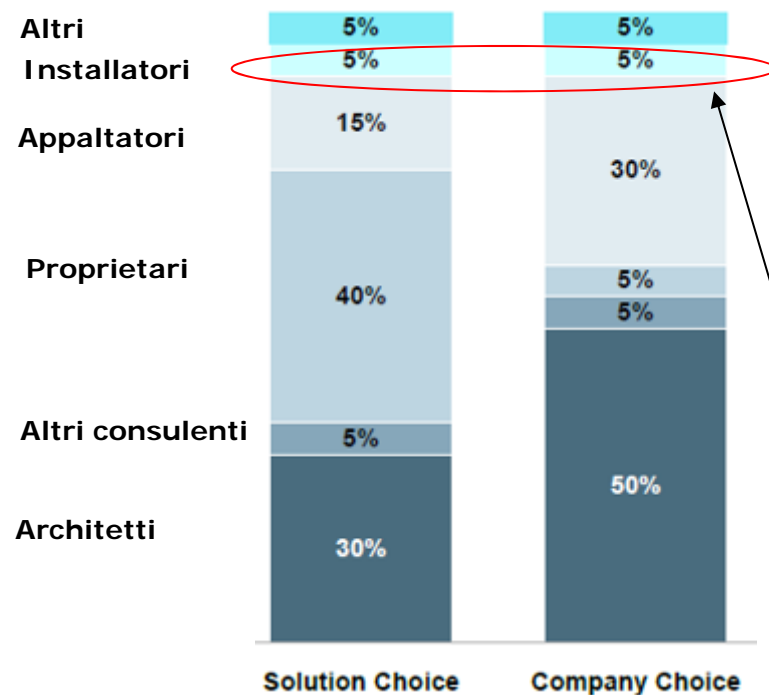 Altri 5% 5%
Installatori 5% 5%
Appaltatori 15% 30%
Proprietari 40% 5%
5%
Altri consulenti 5%
Architetti 30% 50%
Solution Choice Company Choice